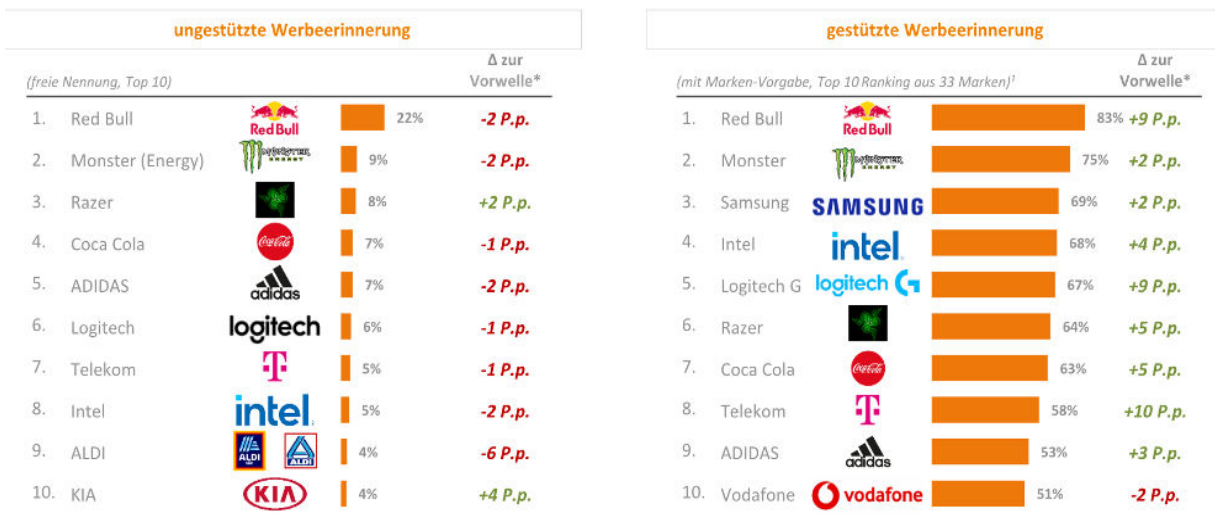 ungestützte Werbeerinnerung
(freie Nennung, Top 10)
Δ zur
Vorwelle*
1. Red Bull Red Bull 22% -2 P.p.
2. Monster (Energy) MONSTER ENERGY 9% -2 P.p.
3. Razer 8% +2 P.p.
4. Coca Cola Coca-Cola 7% -1 P.p.
5. ADIDAS adidas 7% -2 P.p.
6. Logitech logitech 6% -1 P.p.
7. Telekom T 5% -1 P.p.
8. Intel intel. 5% -2 P.p.
9. ALDI ALDI ALDI 4% -6 P.p.
10. KIA KIA 4% +4 P.p.
gestützte Werbeerinnerung
(mit Marken-Vorgabe, Top 10 Ranking aus 33 Marken)¹
Δ zur
Vorwelle*
1. Red Bull Red Bull 83% +9 P.p.
2. Monster MONSTER ENERGY 75% +2 P.p.
3. Samsung SAMSUNG 69% +2 P.p.
4. Intel intel. 68% +4 P.p.
5. Logitech G logitech G 67% +9 P.p.
6. Razer 64% +5 P.p.
7. Coca Cola Coca-Cola 63% +5 P.p.
8. Telekom T 58% +10 P.p.
9. ADIDAS adidas 53% +3 P.p.
10. Vodafone vodafone 51% -2 P.p.